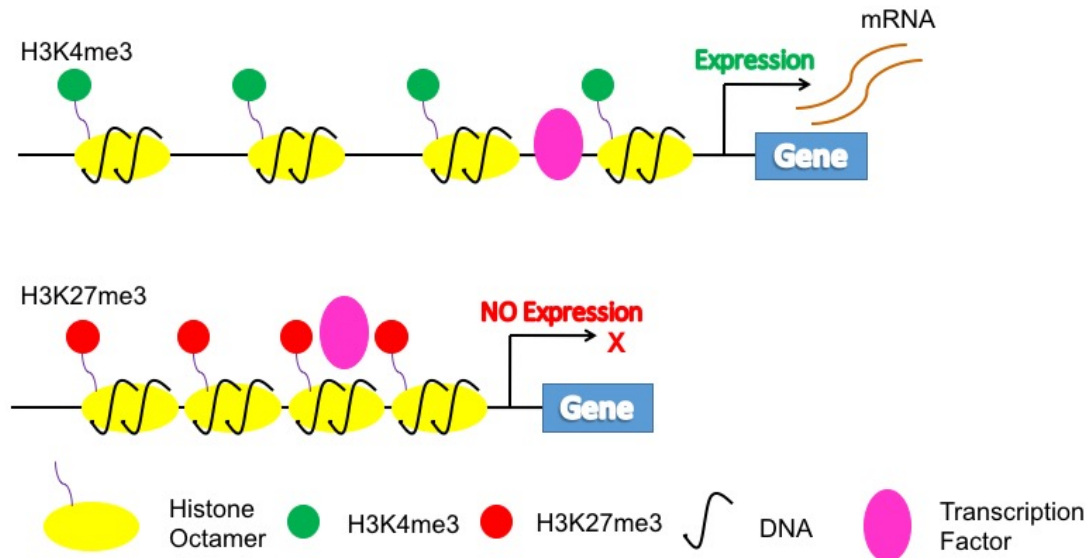 mRNA
H3K4me3
Expression
Gene
H3K27me3
NO Expression
X
Gene
Histone
Octamer
H3K4me3
H3K27me3
DNA
Transcription
Factor